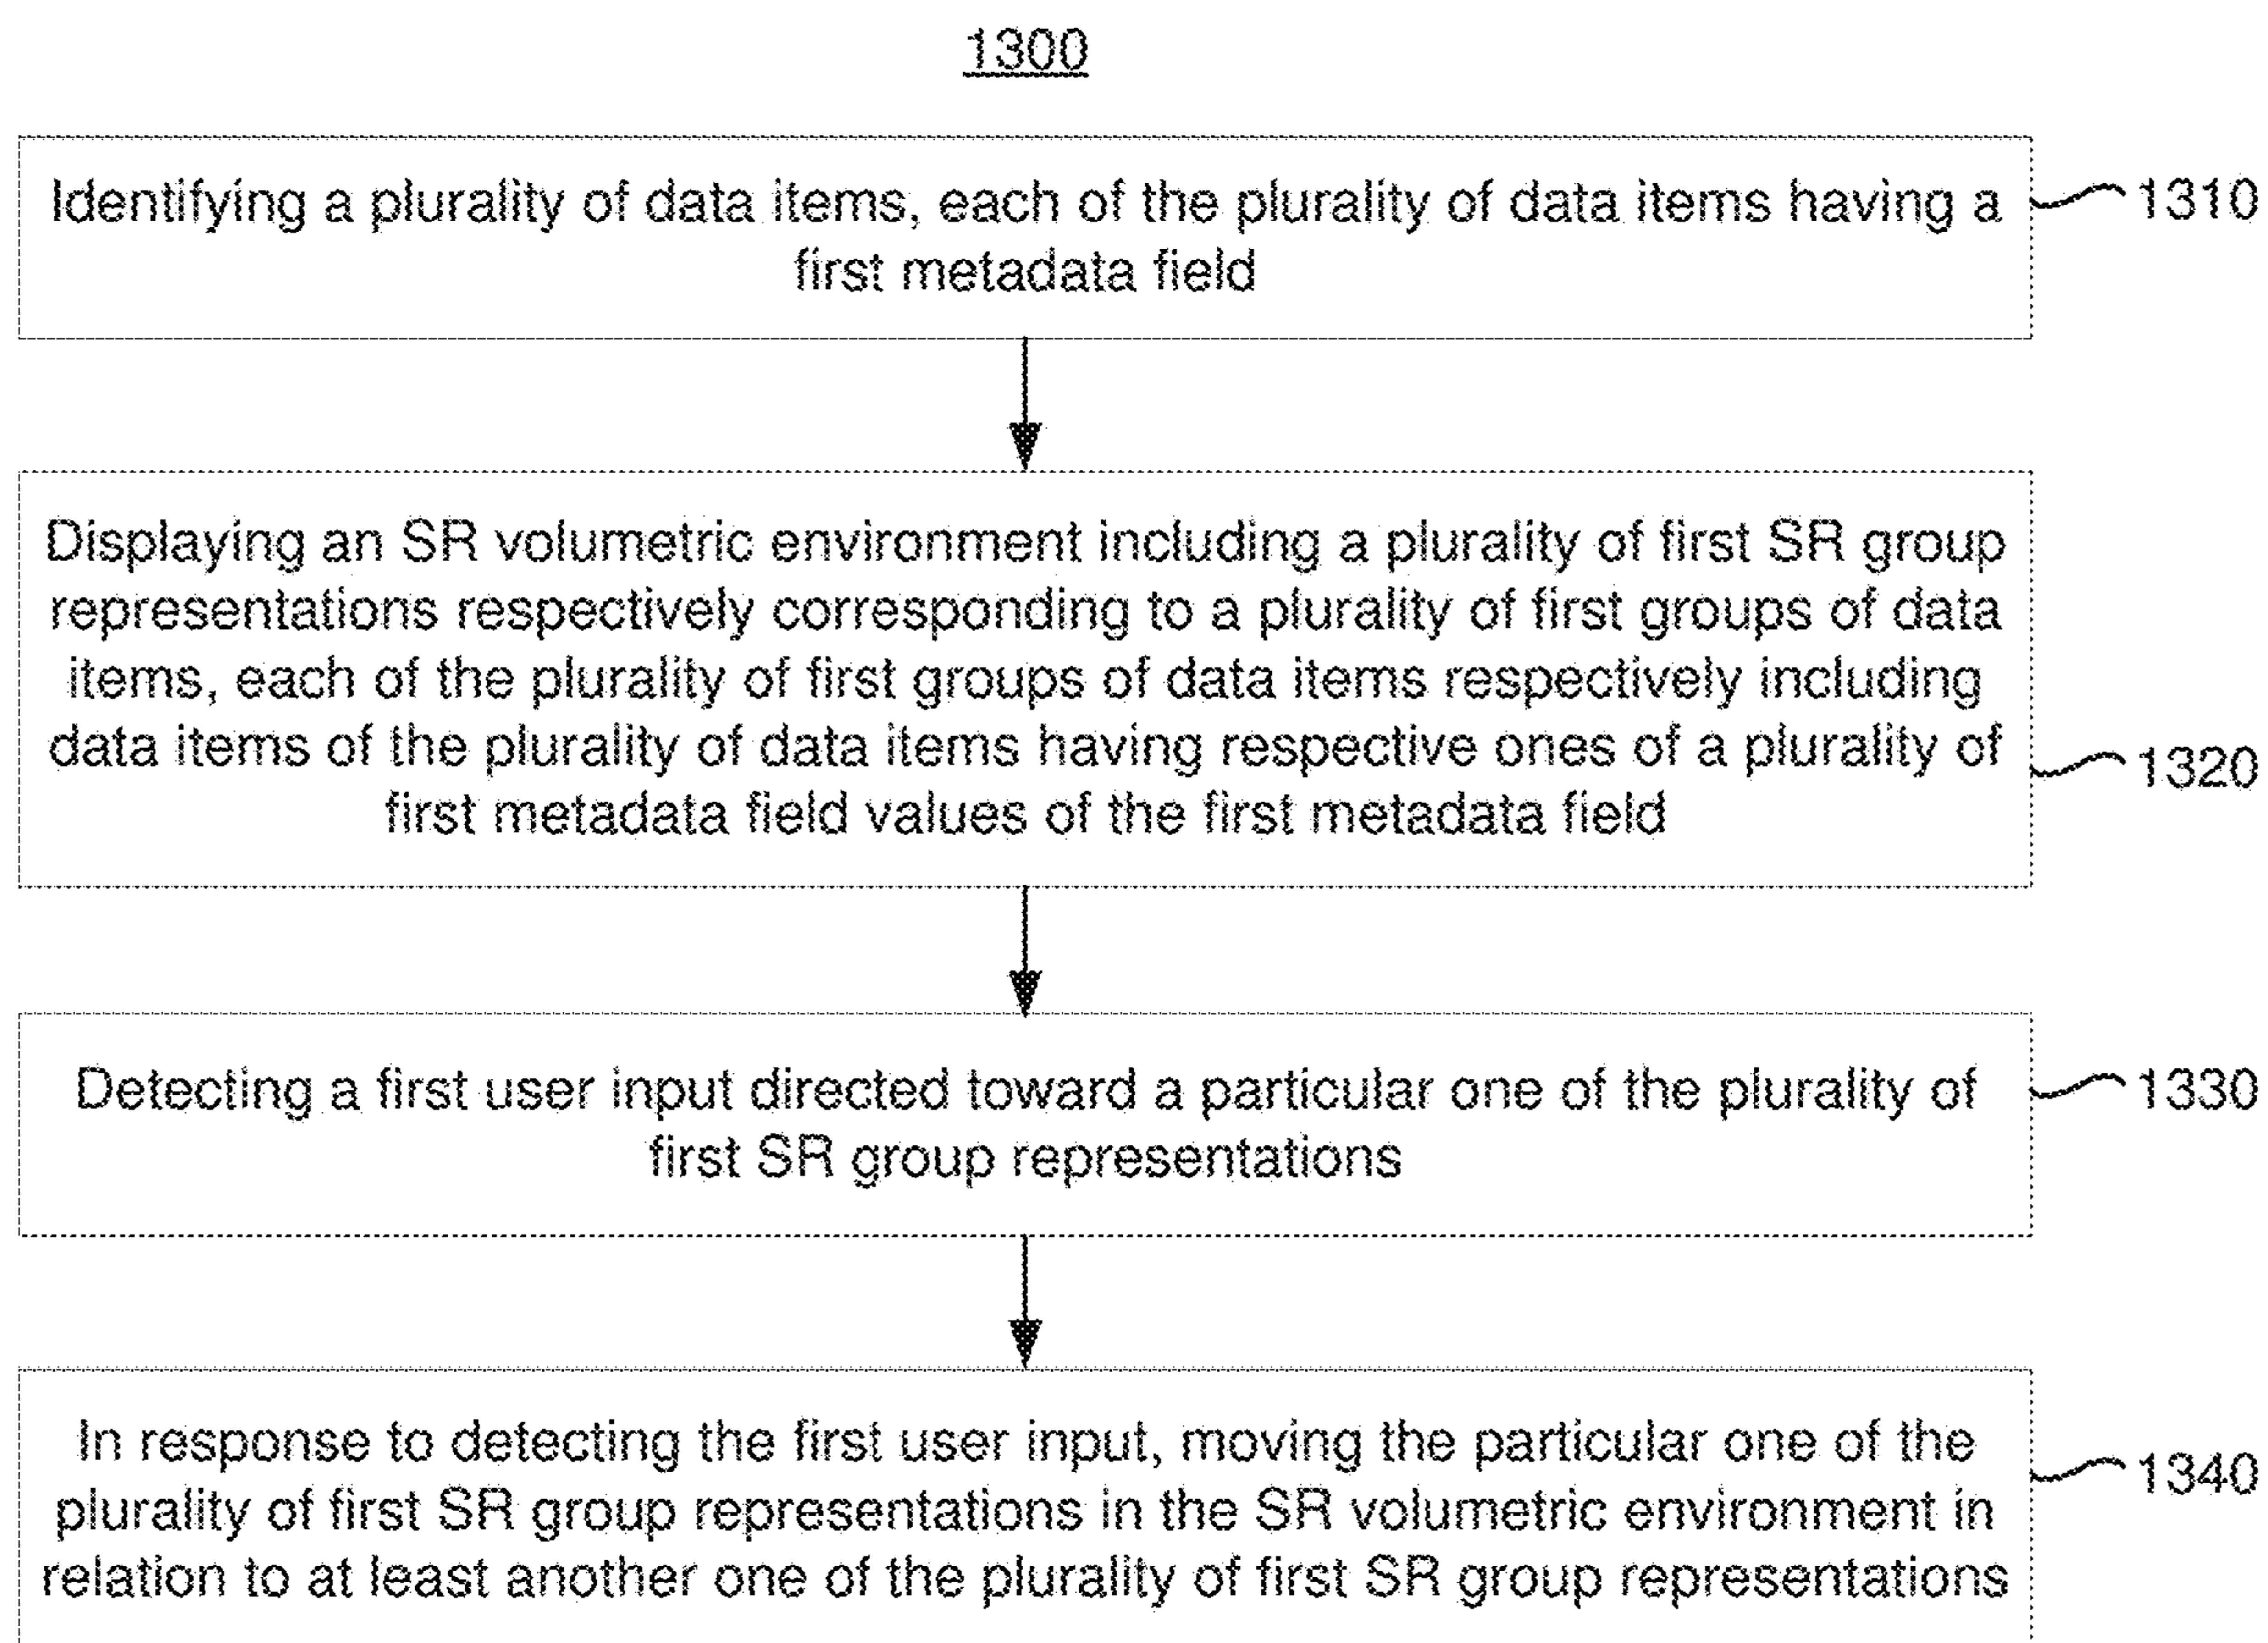 1300
Identifying a plurality of data items, each of the plurality of data items having a
first metadata field
1310
Displaying an SR volumetric environment including a plurality of first SR group
representations respectively corresponding to a plurality of first groups of data
items, each of the plurality of first groups of data items respectively including
data items of the plurality of data items having respective ones of a plurality of
first metadata field values of the first metadata field
1320
Detecting a first user input directed toward a particular one of the plurality of
first SR group representations
1330
In response to detecting the first user input, moving the particular one of the
plurality of first SR group representations in the SR volumetric environment in
relation to at least another one of the plurality of first SR group representations
1340